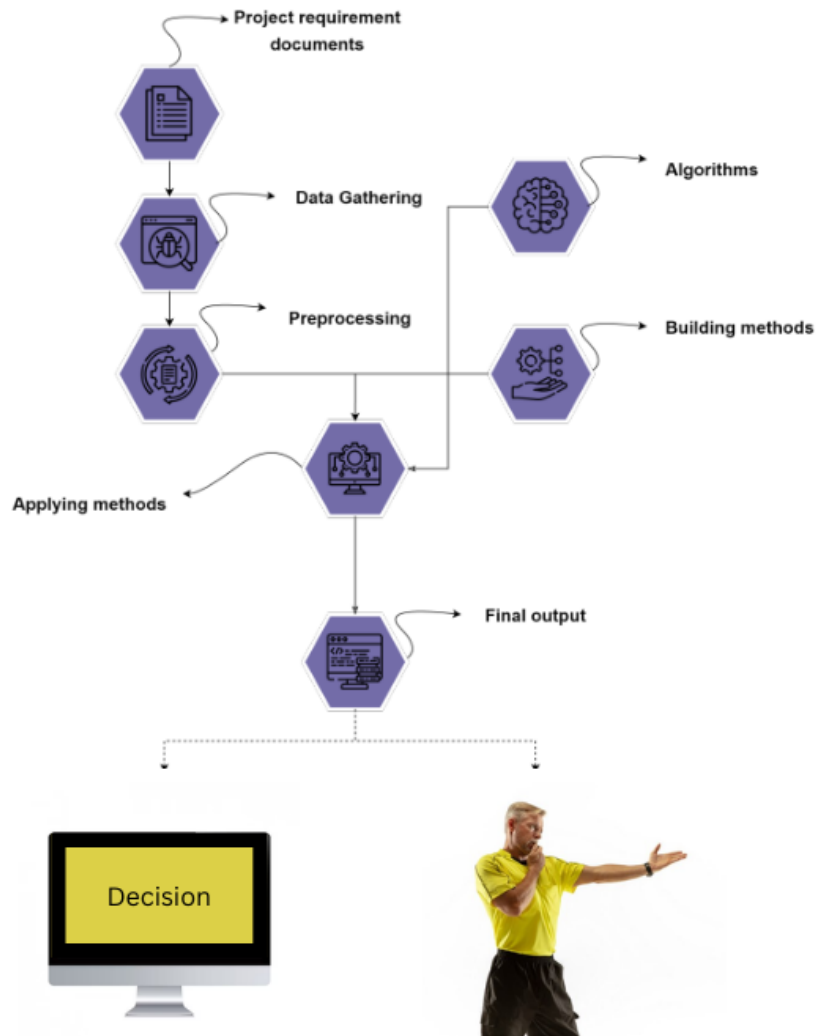 Project requirement
documents
Algorithms
Data Gathering
Preprocessing
Building methods
Applying methods
Final output
Decision